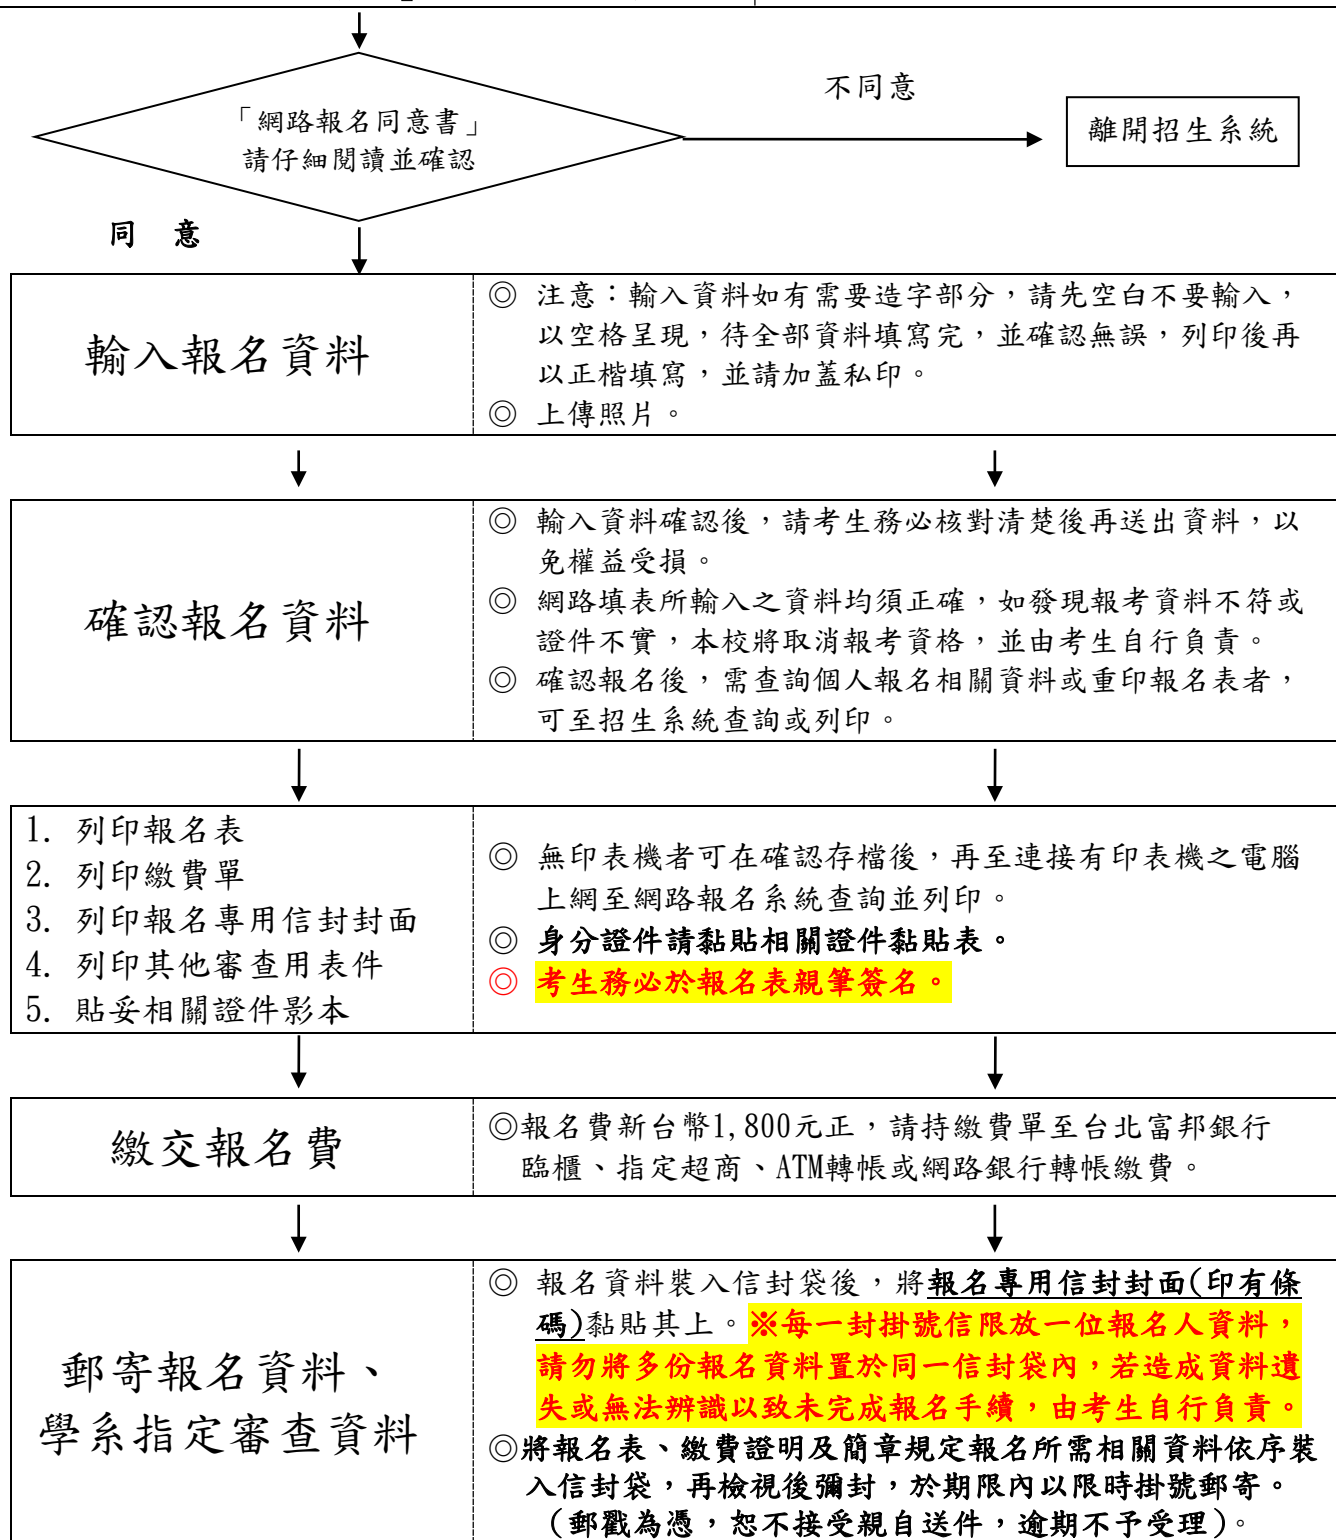 不同意
「網路報名同意書」
請仔細閱讀並確認
離開招生系統
同 意
輸入報名資料
◎ 注意：輸入資料如有需要造字部分，請先空白不要輸入，
以空格呈現，待全部資料填寫完，並確認無誤，列印後再
以正楷填寫，並請加蓋私印。
◎ 上傳照片。
確認報名資料
◎ 輸入資料確認後，請考生務必核對清楚後再送出資料，以
免權益受損。
◎ 網路填表所輸入之資料均須正確，如發現報考資料不符或
證件不實，本校將取消報考資格，並由考生自行負責。
◎ 確認報名後，需查詢個人報名相關資料或重印報名表者，
可至招生系統查詢或列印。
1. 列印報名表
2. 列印繳費單
3. 列印報名專用信封封面
4. 列印其他審查用表件
5. 貼妥相關證件影本
◎ 無印表機者可在確認存檔後，再至連接有印表機之電腦
上網至網路報名系統查詢並列印。
◎ 身分證件請黏貼相關證件黏貼表。
◎ 考生務必於報名表親筆簽名。
繳交報名費
◎報名費新台幣1,800元正，請持繳費單至台北富邦銀行
臨櫃、指定超商、ATM轉帳或網路銀行轉帳繳費。
郵寄報名資料、
學系指定審查資料
◎ 報名資料裝入信封袋後，將報名專用信封封面(印有條
碼)黏貼其上。※每一封掛號信限放一位報名人資料，
請勿將多份報名資料置於同一信封袋內，若造成資料遺
失或無法辨識以致未完成報名手續，由考生自行負責。
◎將報名表、繳費證明及簡章規定報名所需相關資料依序裝
入信封袋，再檢視後彌封，於期限內以限時掛號郵寄。
（郵戳為憑，恕不接受親自送件，逾期不予受理）。